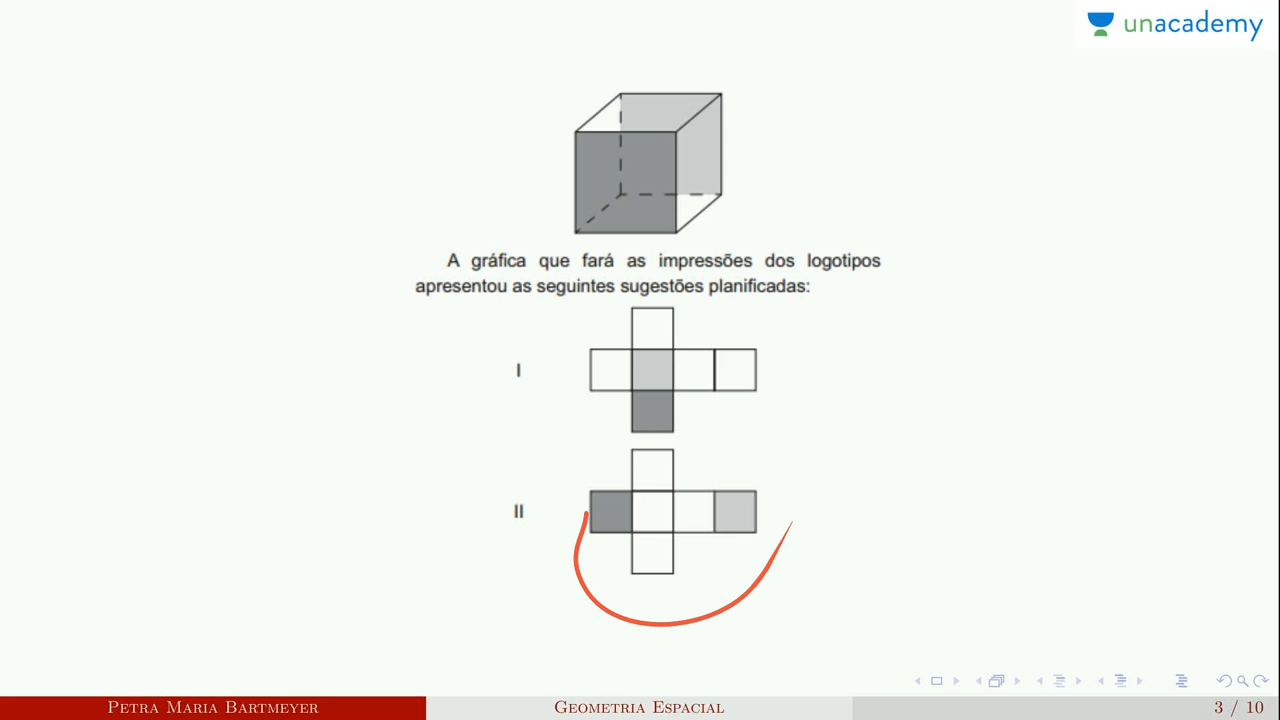 unacademy
A gráfica que fará as impressões dos logotipos
apresentou as seguintes sugestões planificadas:
I
II
Petra Maria Bartmeyer
Geometria Espacial
3 / 10